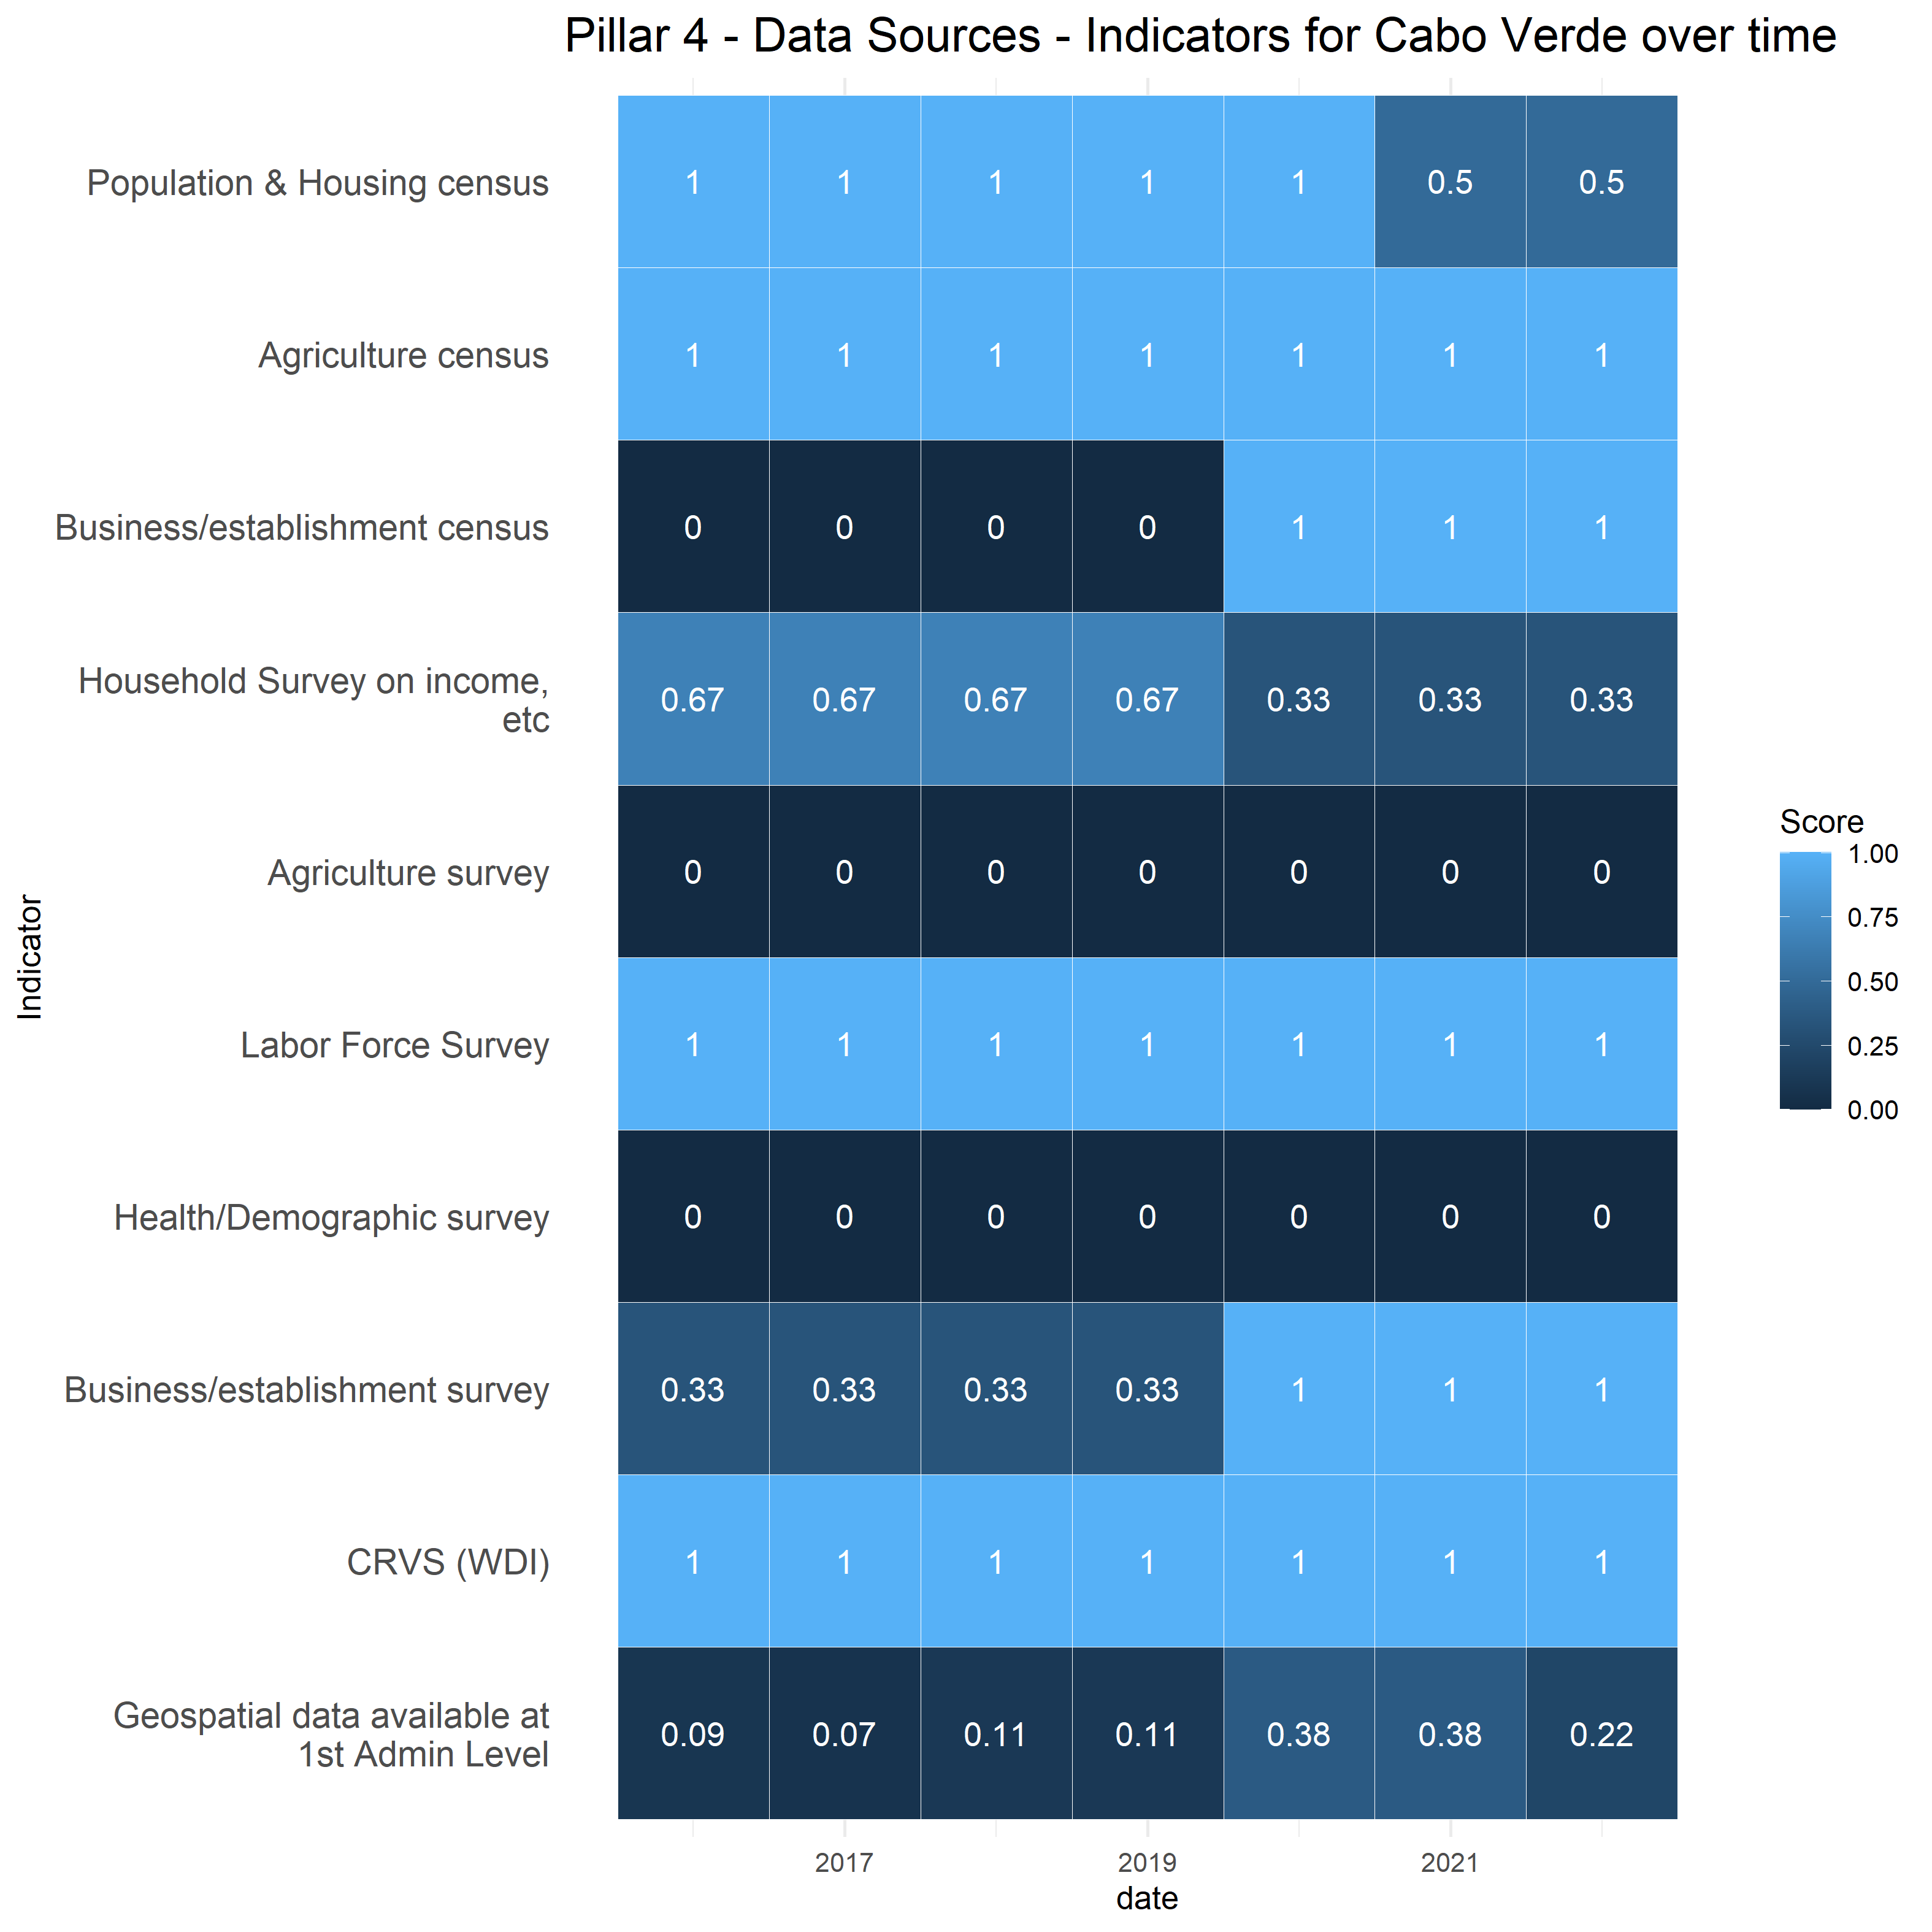 Pillar 4 - Data Sources - Indicators for Cabo Verde over time
Population & Housing census
1 1 1 1 1 0.5 0.5
Agriculture census
1 1 1 1 1 1 1
Business/establishment census
0 0 0 0 1 1 1
Household Survey on income,
etc
0.67 0.67 0.67 0.67 0.33 0.33 0.33
Agriculture survey
0 0 0 0 0 0 0
Labor Force Survey
1 1 1 1 1 1 1
Health/Demographic survey
0 0 0 0 0 0 0
Business/establishment survey
0.33 0.33 0.33 0.33 1 1 1
CRVS (WDI)
1 1 1 1 1 1 1
Geospatial data available at
1st Admin Level
0.09 0.07 0.11 0.11 0.38 0.38 0.22
2017 2019 2021
date
Indicator
Score
1.00
0.75
0.50
0.25
0.00